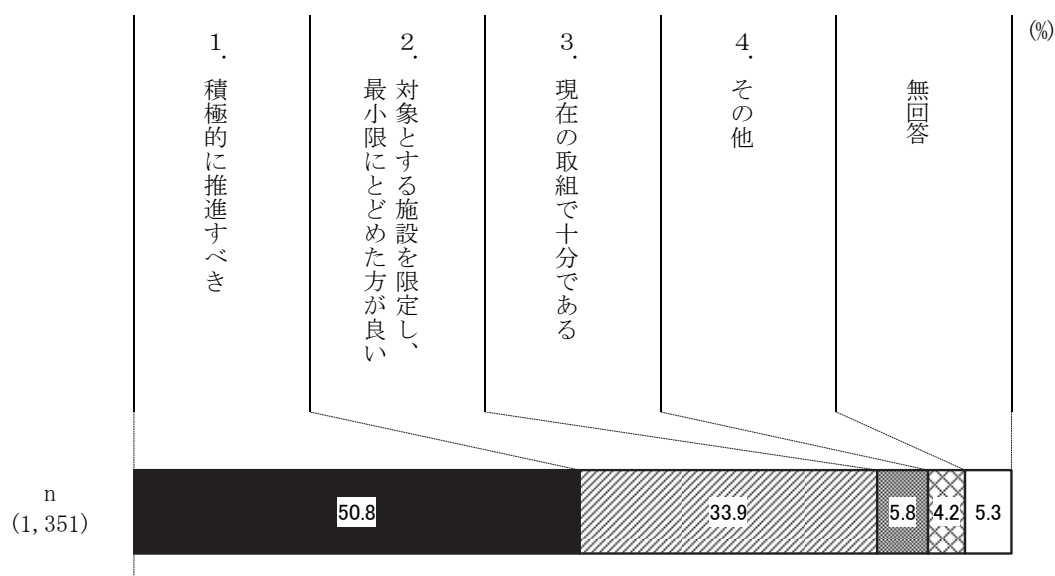 (%)
１．積極的に推進すべき
２．対象とする施設を限定し、
最小限にとどめた方が良い
３．現在の取組で十分である
４．その他
無回答
n
(1,351)
50.8
33.9
5.8
4.2
5.3